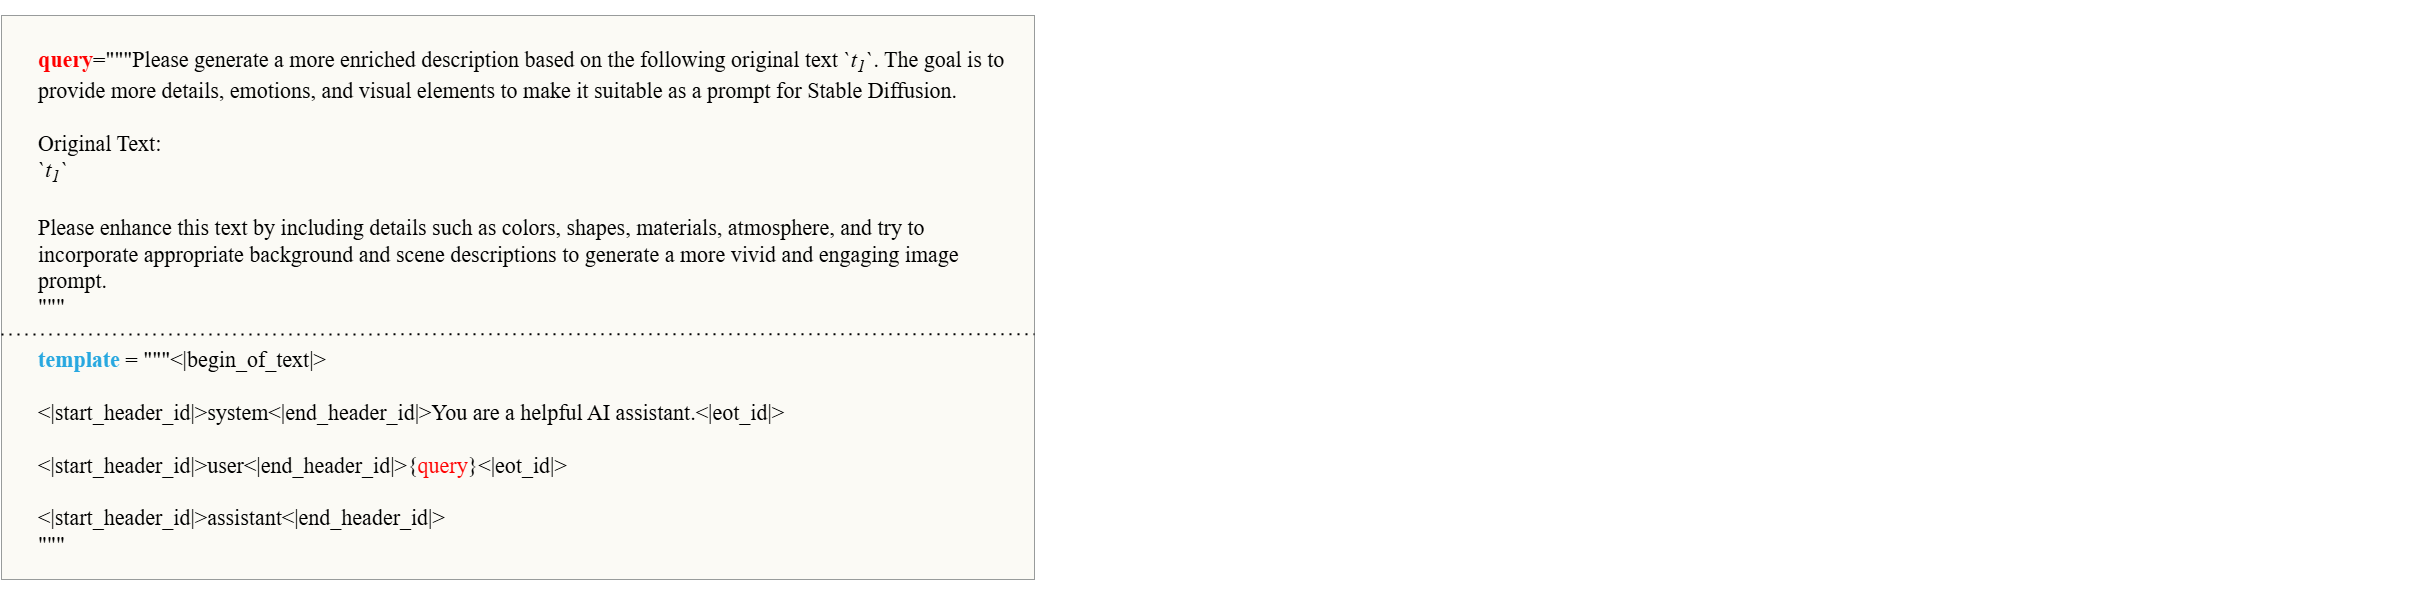 query="""Please generate a more enriched description based on the following original text `t₁`. The goal is to
provide more details, emotions, and visual elements to make it suitable as a prompt for Stable Diffusion.
Original Text:
`t₁`
Please enhance this text by including details such as colors, shapes, materials, atmosphere, and try to
incorporate appropriate background and scene descriptions to generate a more vivid and engaging image
prompt.
"""
template = """<|begin_of_text|>
<|start_header_id|>system<|end_header_id|>You are a helpful AI assistant.<|eot_id|>
<|start_header_id|>user<|end_header_id|>{query}<|eot_id|>
<|start_header_id|>assistant<|end_header_id|>
"""